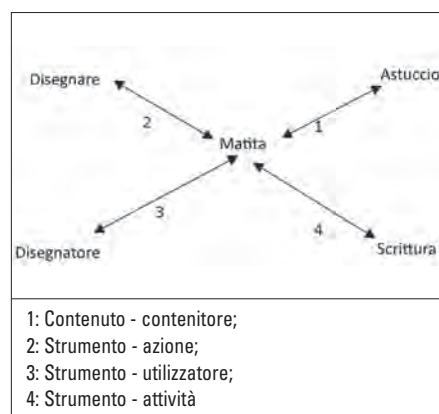 Disegnare
Astuccio
2
1
Matita
3
4
Disegnatore
Scrittura
1: Contenuto - contenitore;
2: Strumento - azione;
3: Strumento - utilizzatore;
4: Strumento - attività